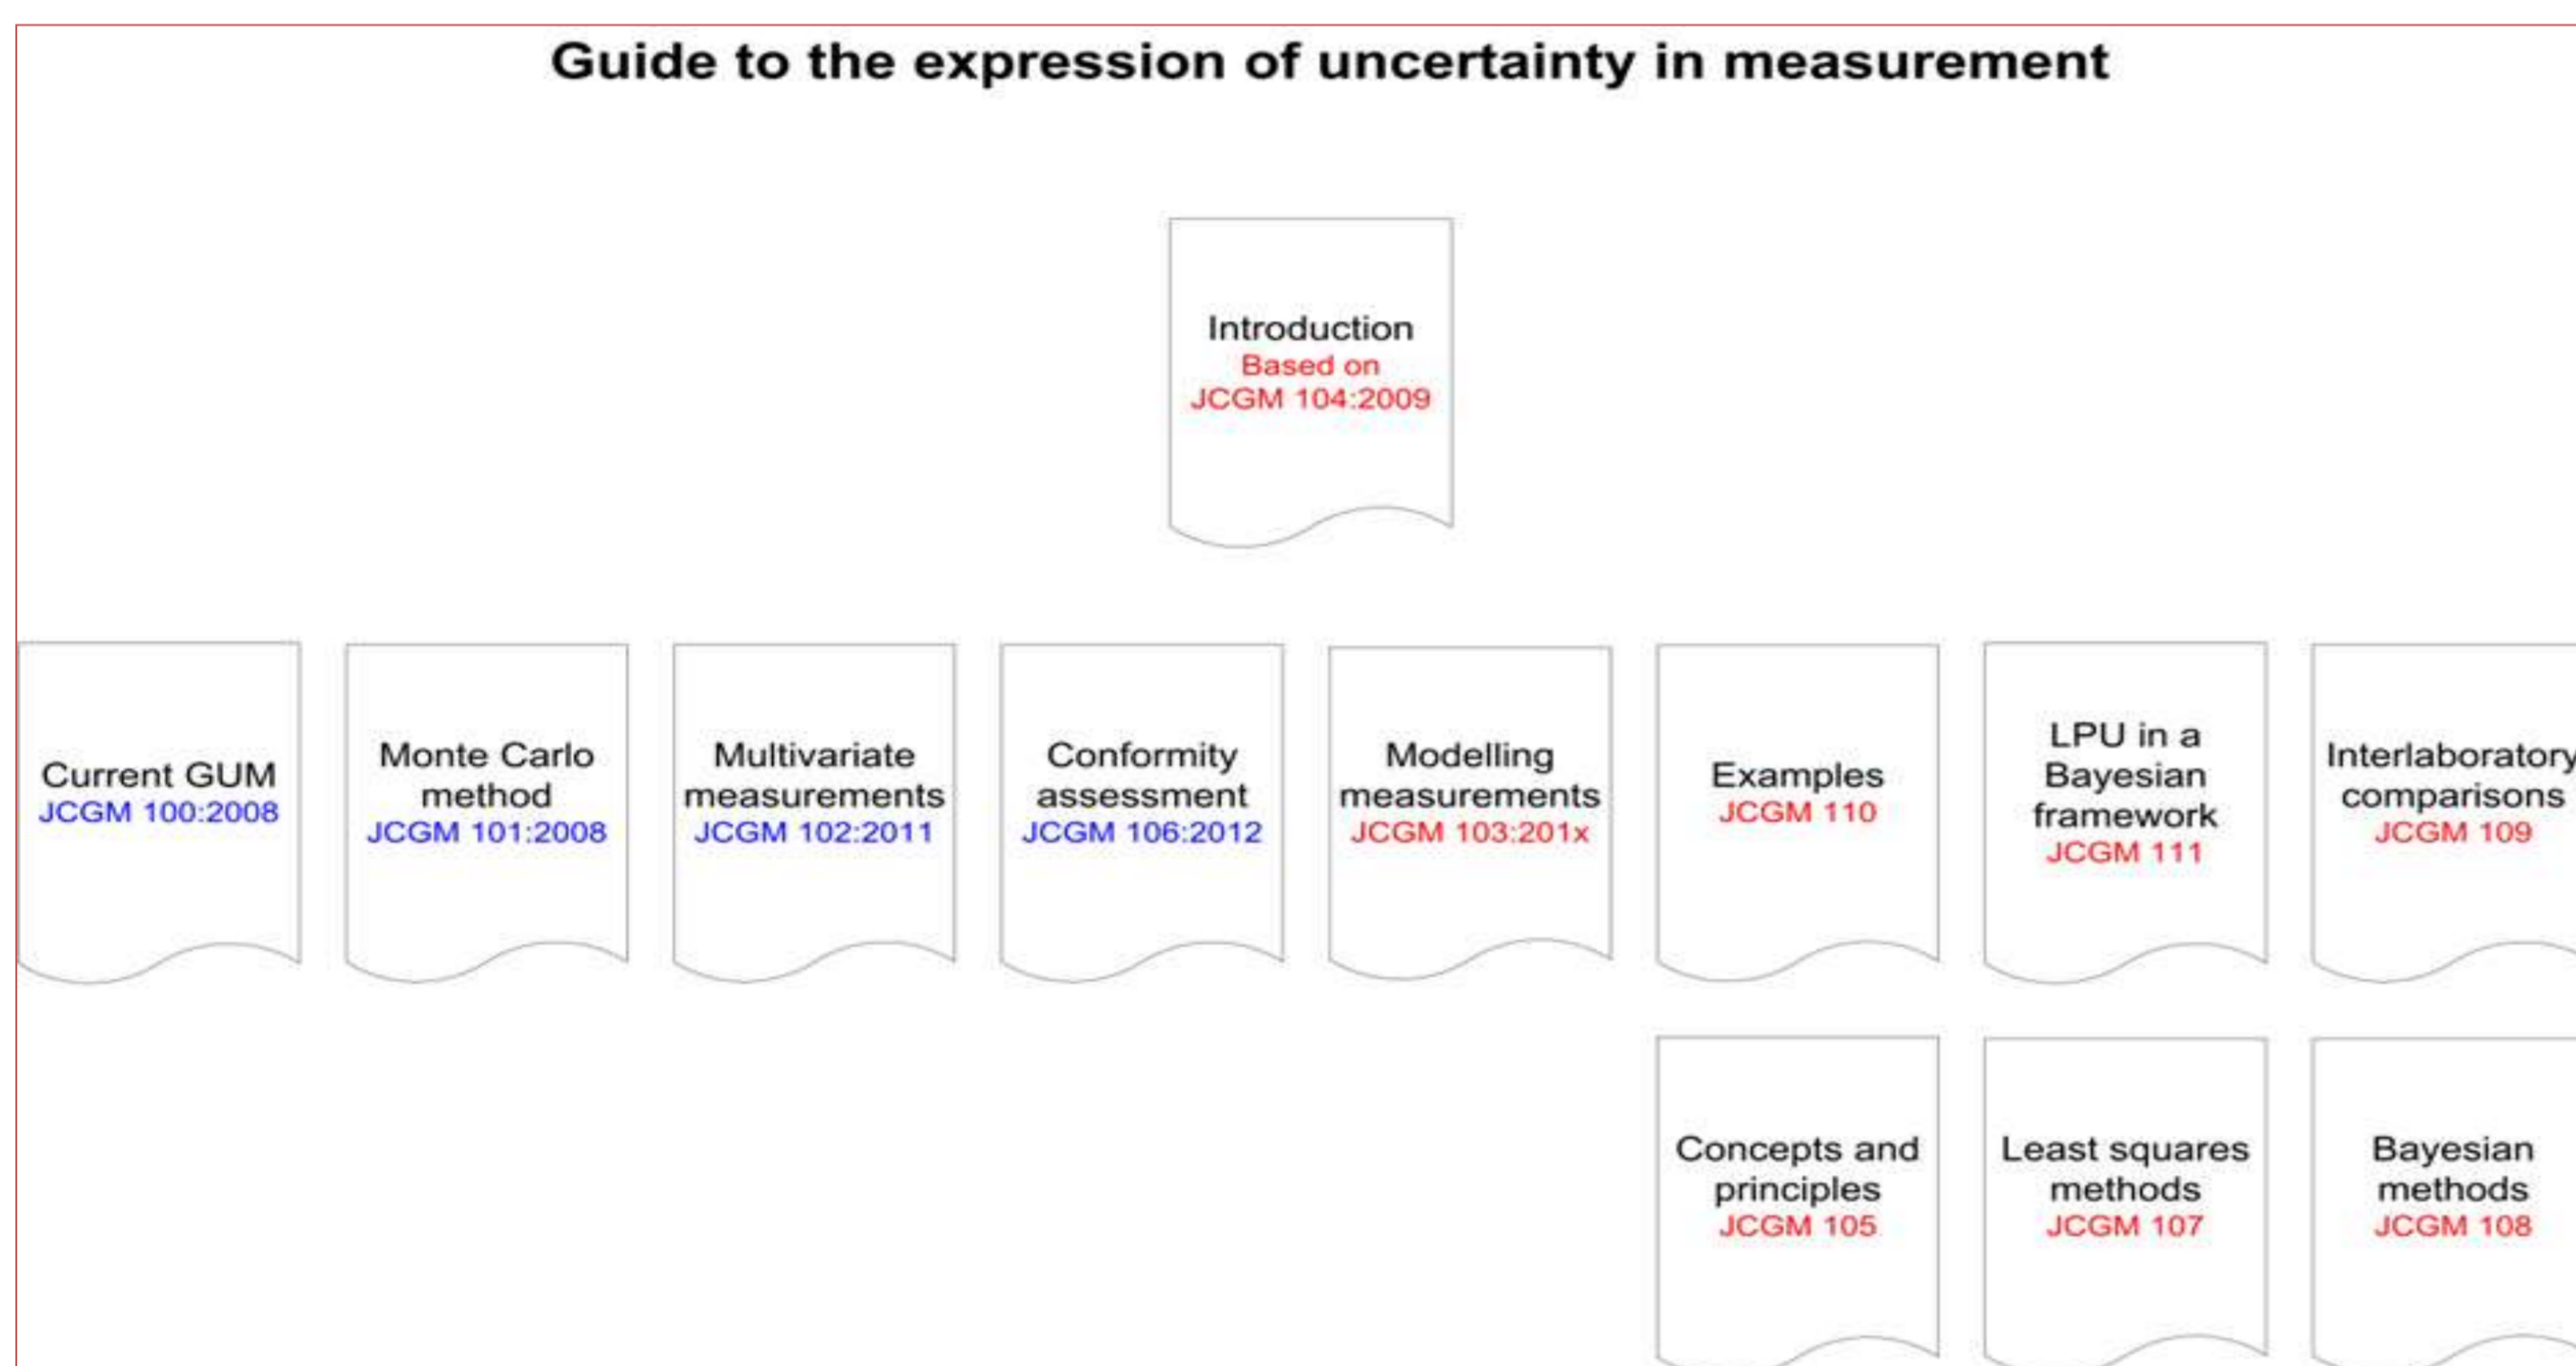 Guide to the expression of uncertainty in measurement
Introduction
Based on
JCGM 104:2009
Current GUM
JCGM 100:2008
Monte Carlo
method
JCGM 101:2008
Multivariate
measurements
JCGM 102:2011
Conformity
assessment
JCGM 106:2012
Modelling
measurements
JCGM 103:201x
Examples
JCGM 110
LPU in a
Bayesian
framework
JCGM 111
Interlaboratory
comparisons
JCGM 109
Concepts and
principles
JCGM 105
Least squares
methods
JCGM 107
Bayesian
methods
JCGM 108